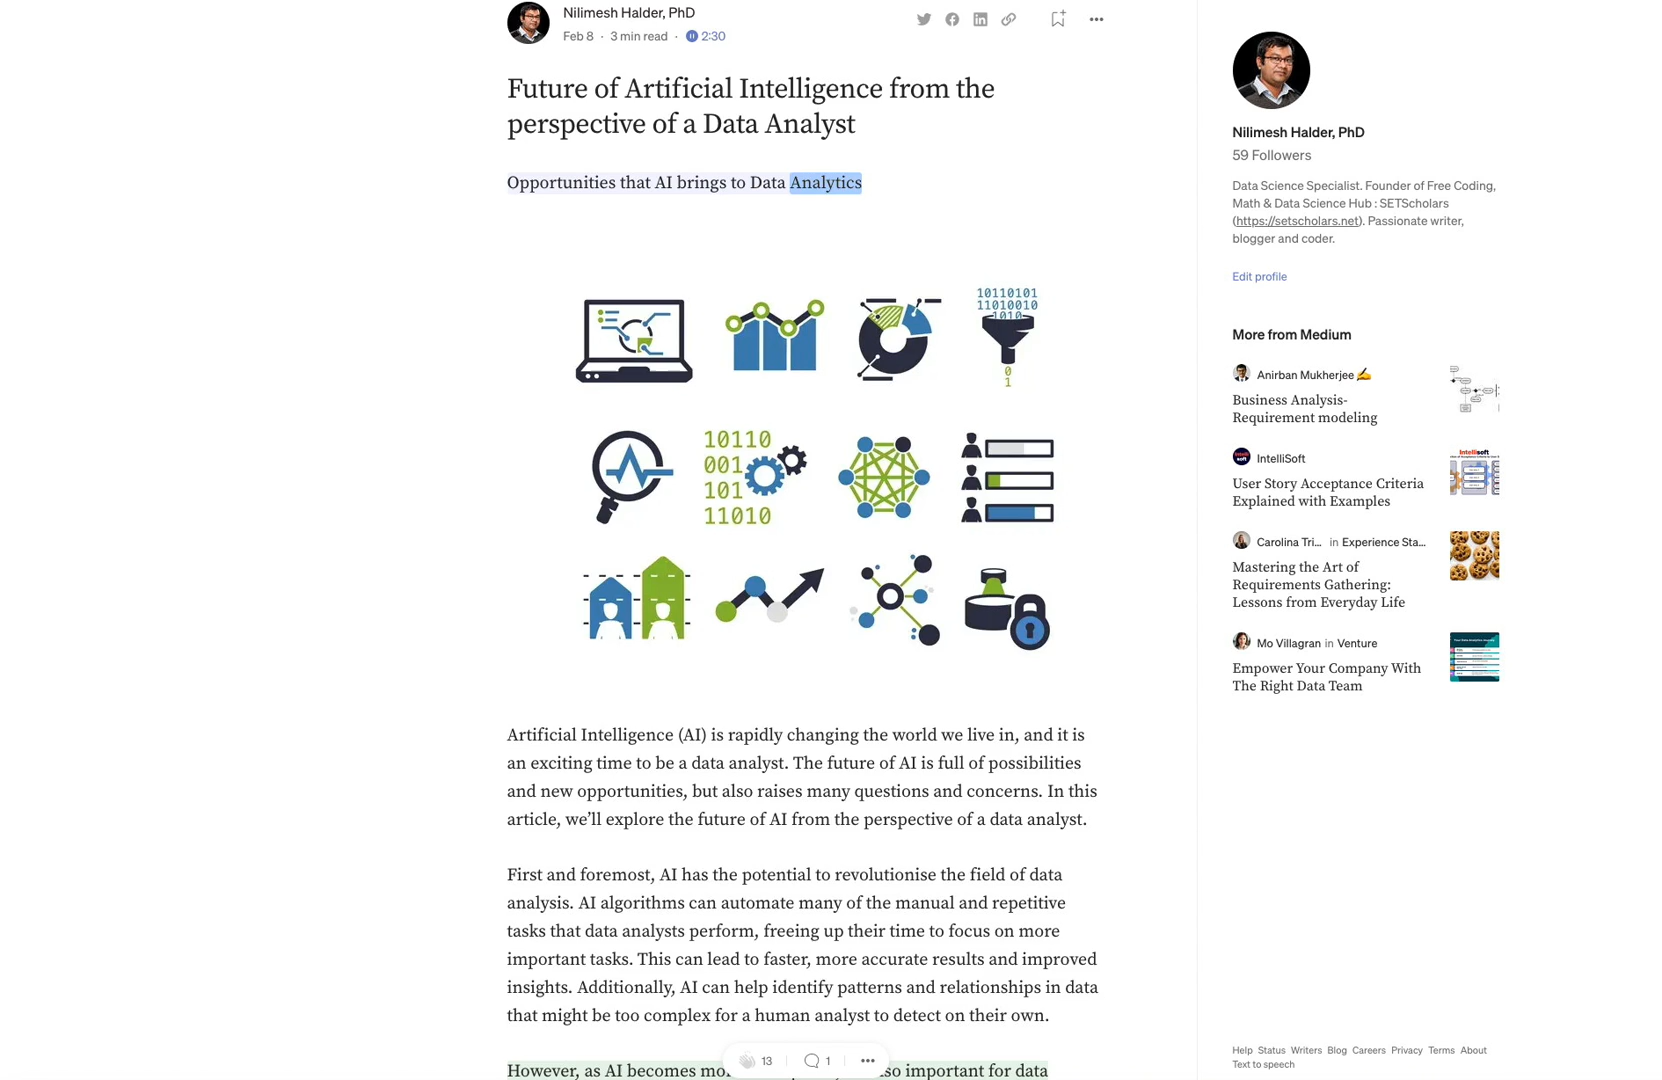 Nilimesh Halder, PhD
Feb 8 · 3 min read · 2:30
Future of Artificial Intelligence from the
perspective of a Data Analyst
Opportunities that AI brings to Data Analytics
10110101
11010010
1010
0
1
10110
001
101
11010
Artificial Intelligence (AI) is rapidly changing the world we live in, and it is
an exciting time to be a data analyst. The future of AI is full of possibilities
and new opportunities, but also raises many questions and concerns. In this
article, we’ll explore the future of AI from the perspective of a data analyst.
First and foremost, AI has the potential to revolutionise the field of data
analysis. AI algorithms can automate many of the manual and repetitive
tasks that data analysts perform, freeing up their time to focus on more
important tasks. This can lead to faster, more accurate results and improved
insights. Additionally, AI can help identify patterns and relationships in data
that might be too complex for a human analyst to detect on their own.
However, as AI becomes important for data
13 1
Nilimesh Halder, PhD
59 Followers
Data Science Specialist. Founder of Free Coding,
Math & Data Science Hub : SETScholars
(https://setscholars.net). Passionate writer,
blogger and coder.
Edit profile
More from Medium
Anirban Mukherjee ✍️
Business Analysis-
Requirement modeling
IntelliSoft
User Story Acceptance Criteria
Explained with Examples
Intellisoft
Carolina Tri... in Experience Sta...
Mastering the Art of
Requirements Gathering:
Lessons from Everyday Life
Mo Villagran in Venture
Empower Your Company With
The Right Data Team
Help Status Writers Blog Careers Privacy Terms About
Text to speech